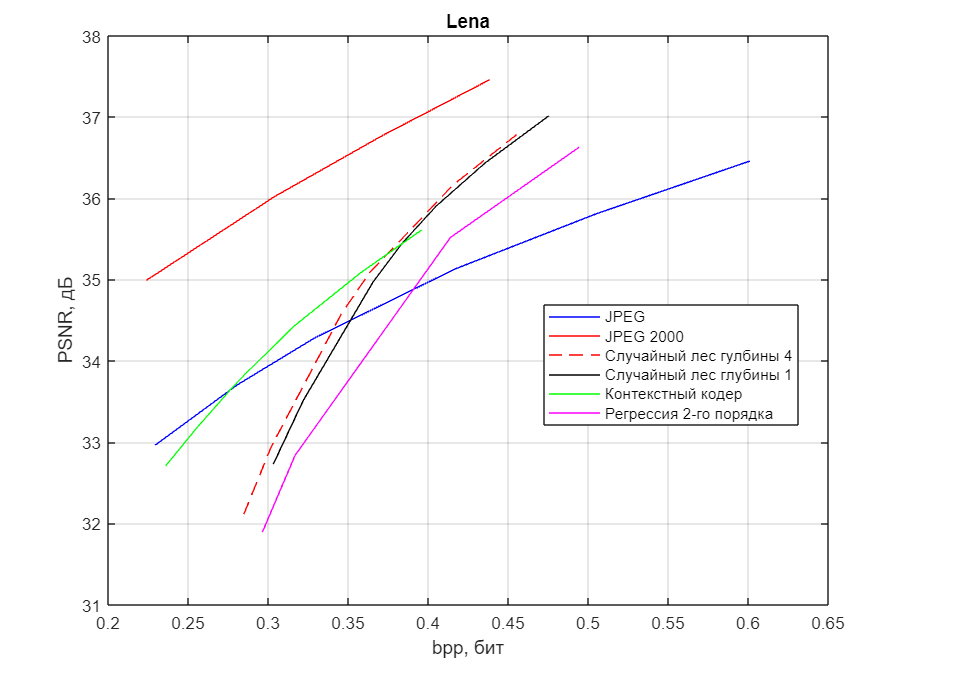 Lena
38
37
36
35
34
33
32
31
PSNR, дБ
0.2 0.25 0.3 0.35 0.4 0.45 0.5 0.55 0.6 0.65
bpp, бит
JPEG
JPEG 2000
Случайный лес гулбины 4
Случайный лес глубины 1
Контекстный кодер
Регрессия 2-го порядка